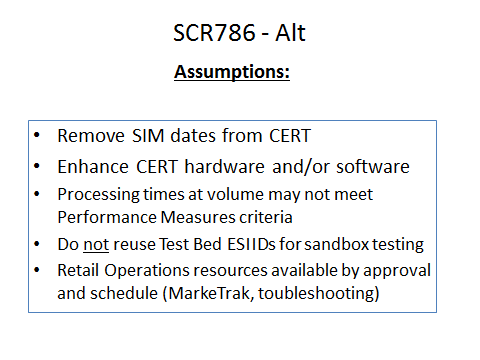 SCR786 - Alt
Assumptions:
• Remove SIM dates from CERT
• Enhance CERT hardware and/or software
• Processing times at volume may not meet
Performance Measures criteria
• Do not reuse Test Bed ESIIDs for sandbox testing
• Retail Operations resources available by approval
and schedule (MarkeTrak, toubleshooting)